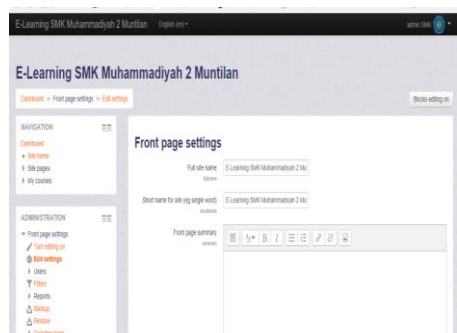 E-Learning SMK Muhammadiyah 2 Muntilan English (en) admin SMK
E-Learning SMK Muhammadiyah 2 Muntilan
Dashboard Front page settings Edit settings
Blocks editing on
NAVIGATION
Dashboard
Site home
Site pages
My courses
ADMINISTRATION
Front page settings
Turn editing on
Edit settings
Users
Filters
Reports
Backup
Restore
Front page settings
Full site name E-Learning SMK Muhammadiyah 2 Mu
fullname
Short name for site (eg single word) E-Learning SMK Muhammadiyah 2 Mu
shortname
Front page summary
summary